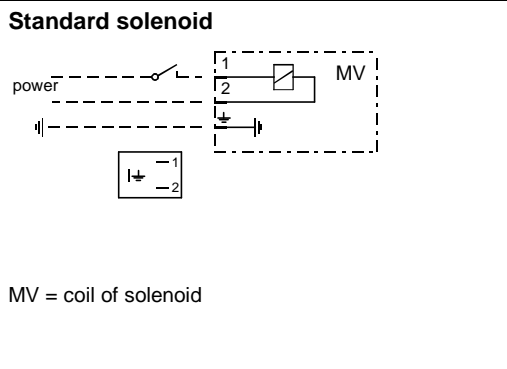 Standard solenoid
1
MV
power
2
1
2
MV = coil of solenoid